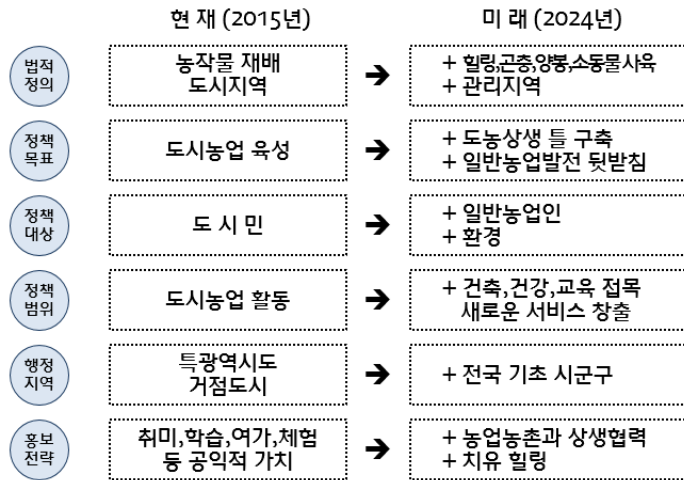 현 재 (2015년) 미 래 (2024년)
법적
정의
농작물 재배
도시지역
+ 힐링,곤충,양봉,소동물사육
+ 관리지역
정책
목표
도시농업 육성
+ 도농상생 틀 구축
+ 일반농업발전 뒷받침
정책
대상
도 시 민
+ 일반농업인
+ 환경
정책
범위
도시농업 활동
+ 건축,건강,교육 접목
새로운 서비스 창출
행정
지역
특광역시도
거점도시
+ 전국 기초 시군구
홍보
전략
취미,학습,여가,체험
등 공익적 가치
+ 농업농촌과 상생협력
+ 치유 힐링